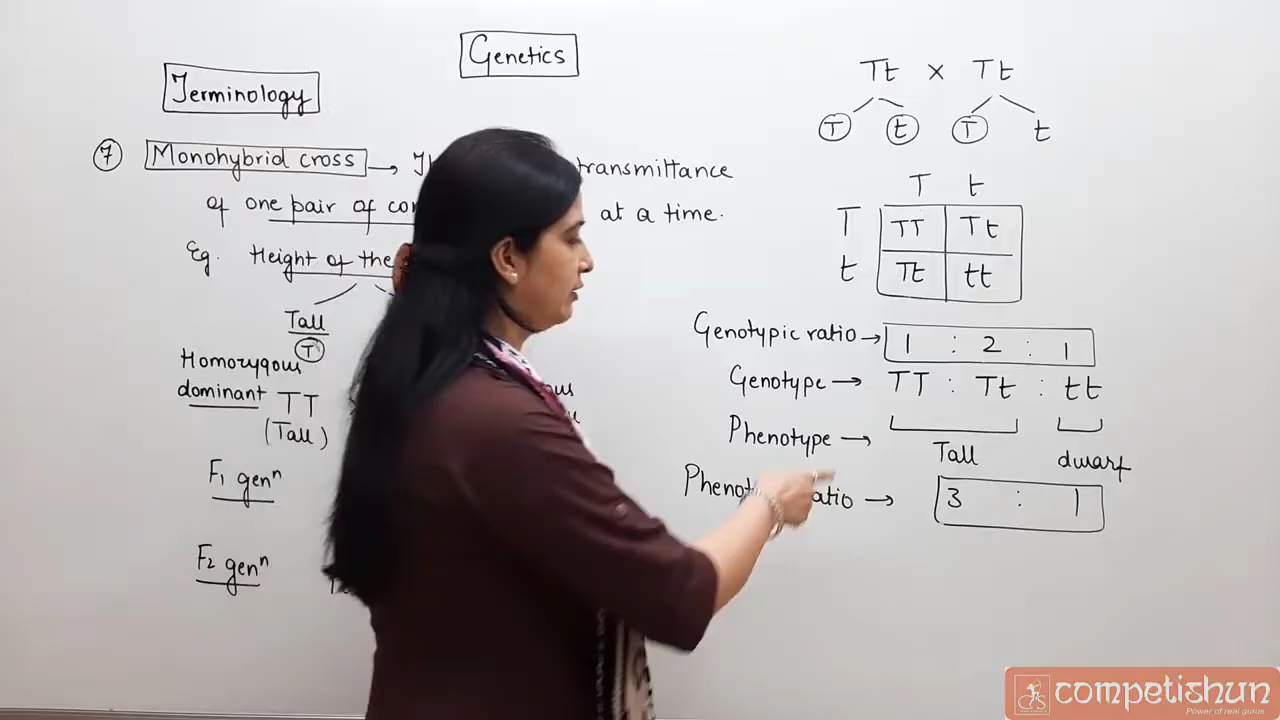 Genetics
Terminology
7 Monohybrid cross → transmittance
of one pair of at a time.
Eg. Height of the
Tall
T
Homozygous
dominant TT
(Tall)
F1 genⁿ
F2 genⁿ
Tt × Tt
T t T t
T t
T TT Tt
t Tt tt
Genotypic ratio → 1 : 2 : 1
Genotype → TT : Tt : tt
Phenotype →
Tall dwarf
→ 3 : 1
competishun
Power of real gurus